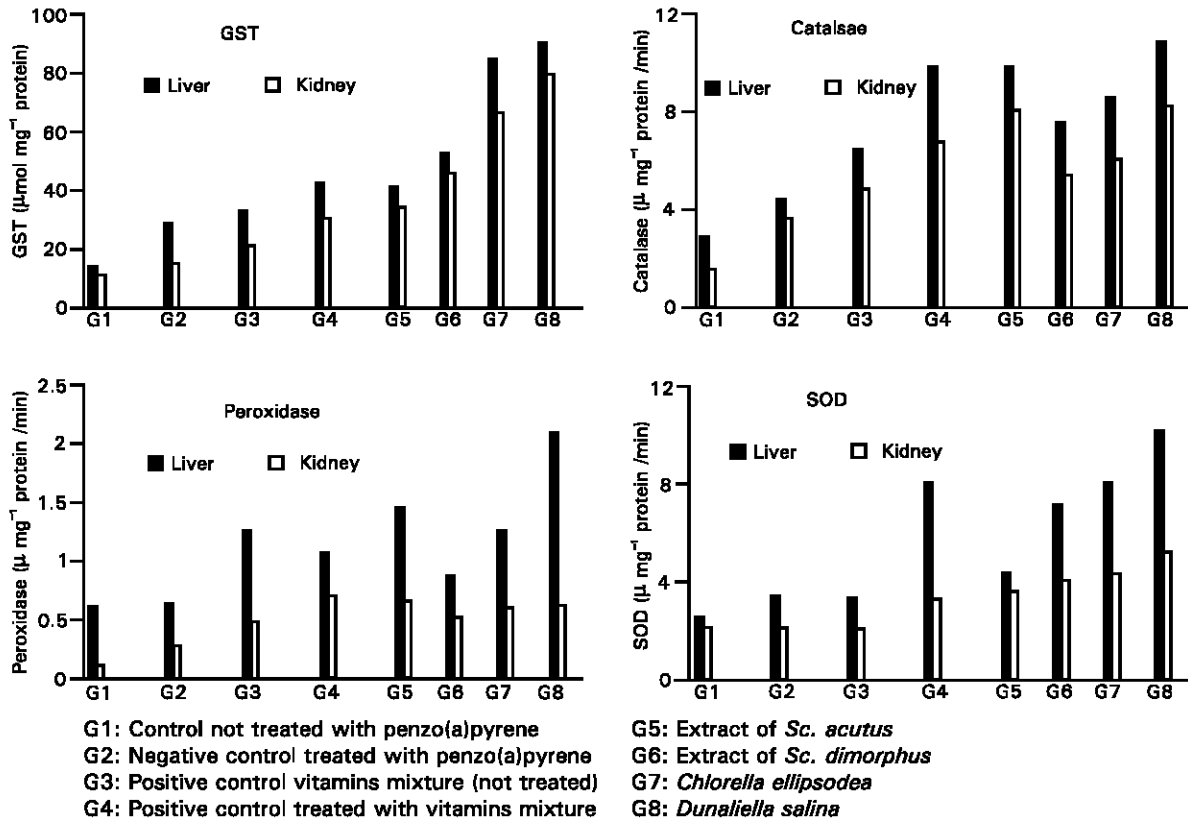 GST
Liver Kidney
GST (μmol mg⁻¹ protein)
100
80
60
40
20
0
G1 G2 G3 G4 G5 G6 G7 G8
Catalsae
Liver Kidney
Catalase (μ mg⁻¹ protein /min)
12
8
4
0
G1 G2 G3 G4 G5 G6 G7 G8
Peroxidase
Liver Kidney
Peroxidase (μ mg⁻¹ protein /min)
2.5
2
1.5
1
0.5
0
G1 G2 G3 G4 G5 G6 G7 G8
SOD
Liver Kidney
SOD (μ mg⁻¹ protein /min)
12
8
4
0
G1 G2 G3 G4 G5 G6 G7 G8
G1: Control not treated with penzo(a)pyrene
G2: Negative control treated with penzo(a)pyrene
G3: Positive control vitamins mixture (not treated)
G4: Positive control treated with vitamins mixture
G5: Extract of Sc. acutus
G6: Extract of Sc. dimorphus
G7: Chlorella ellipsodea
G8: Dunaliella salina